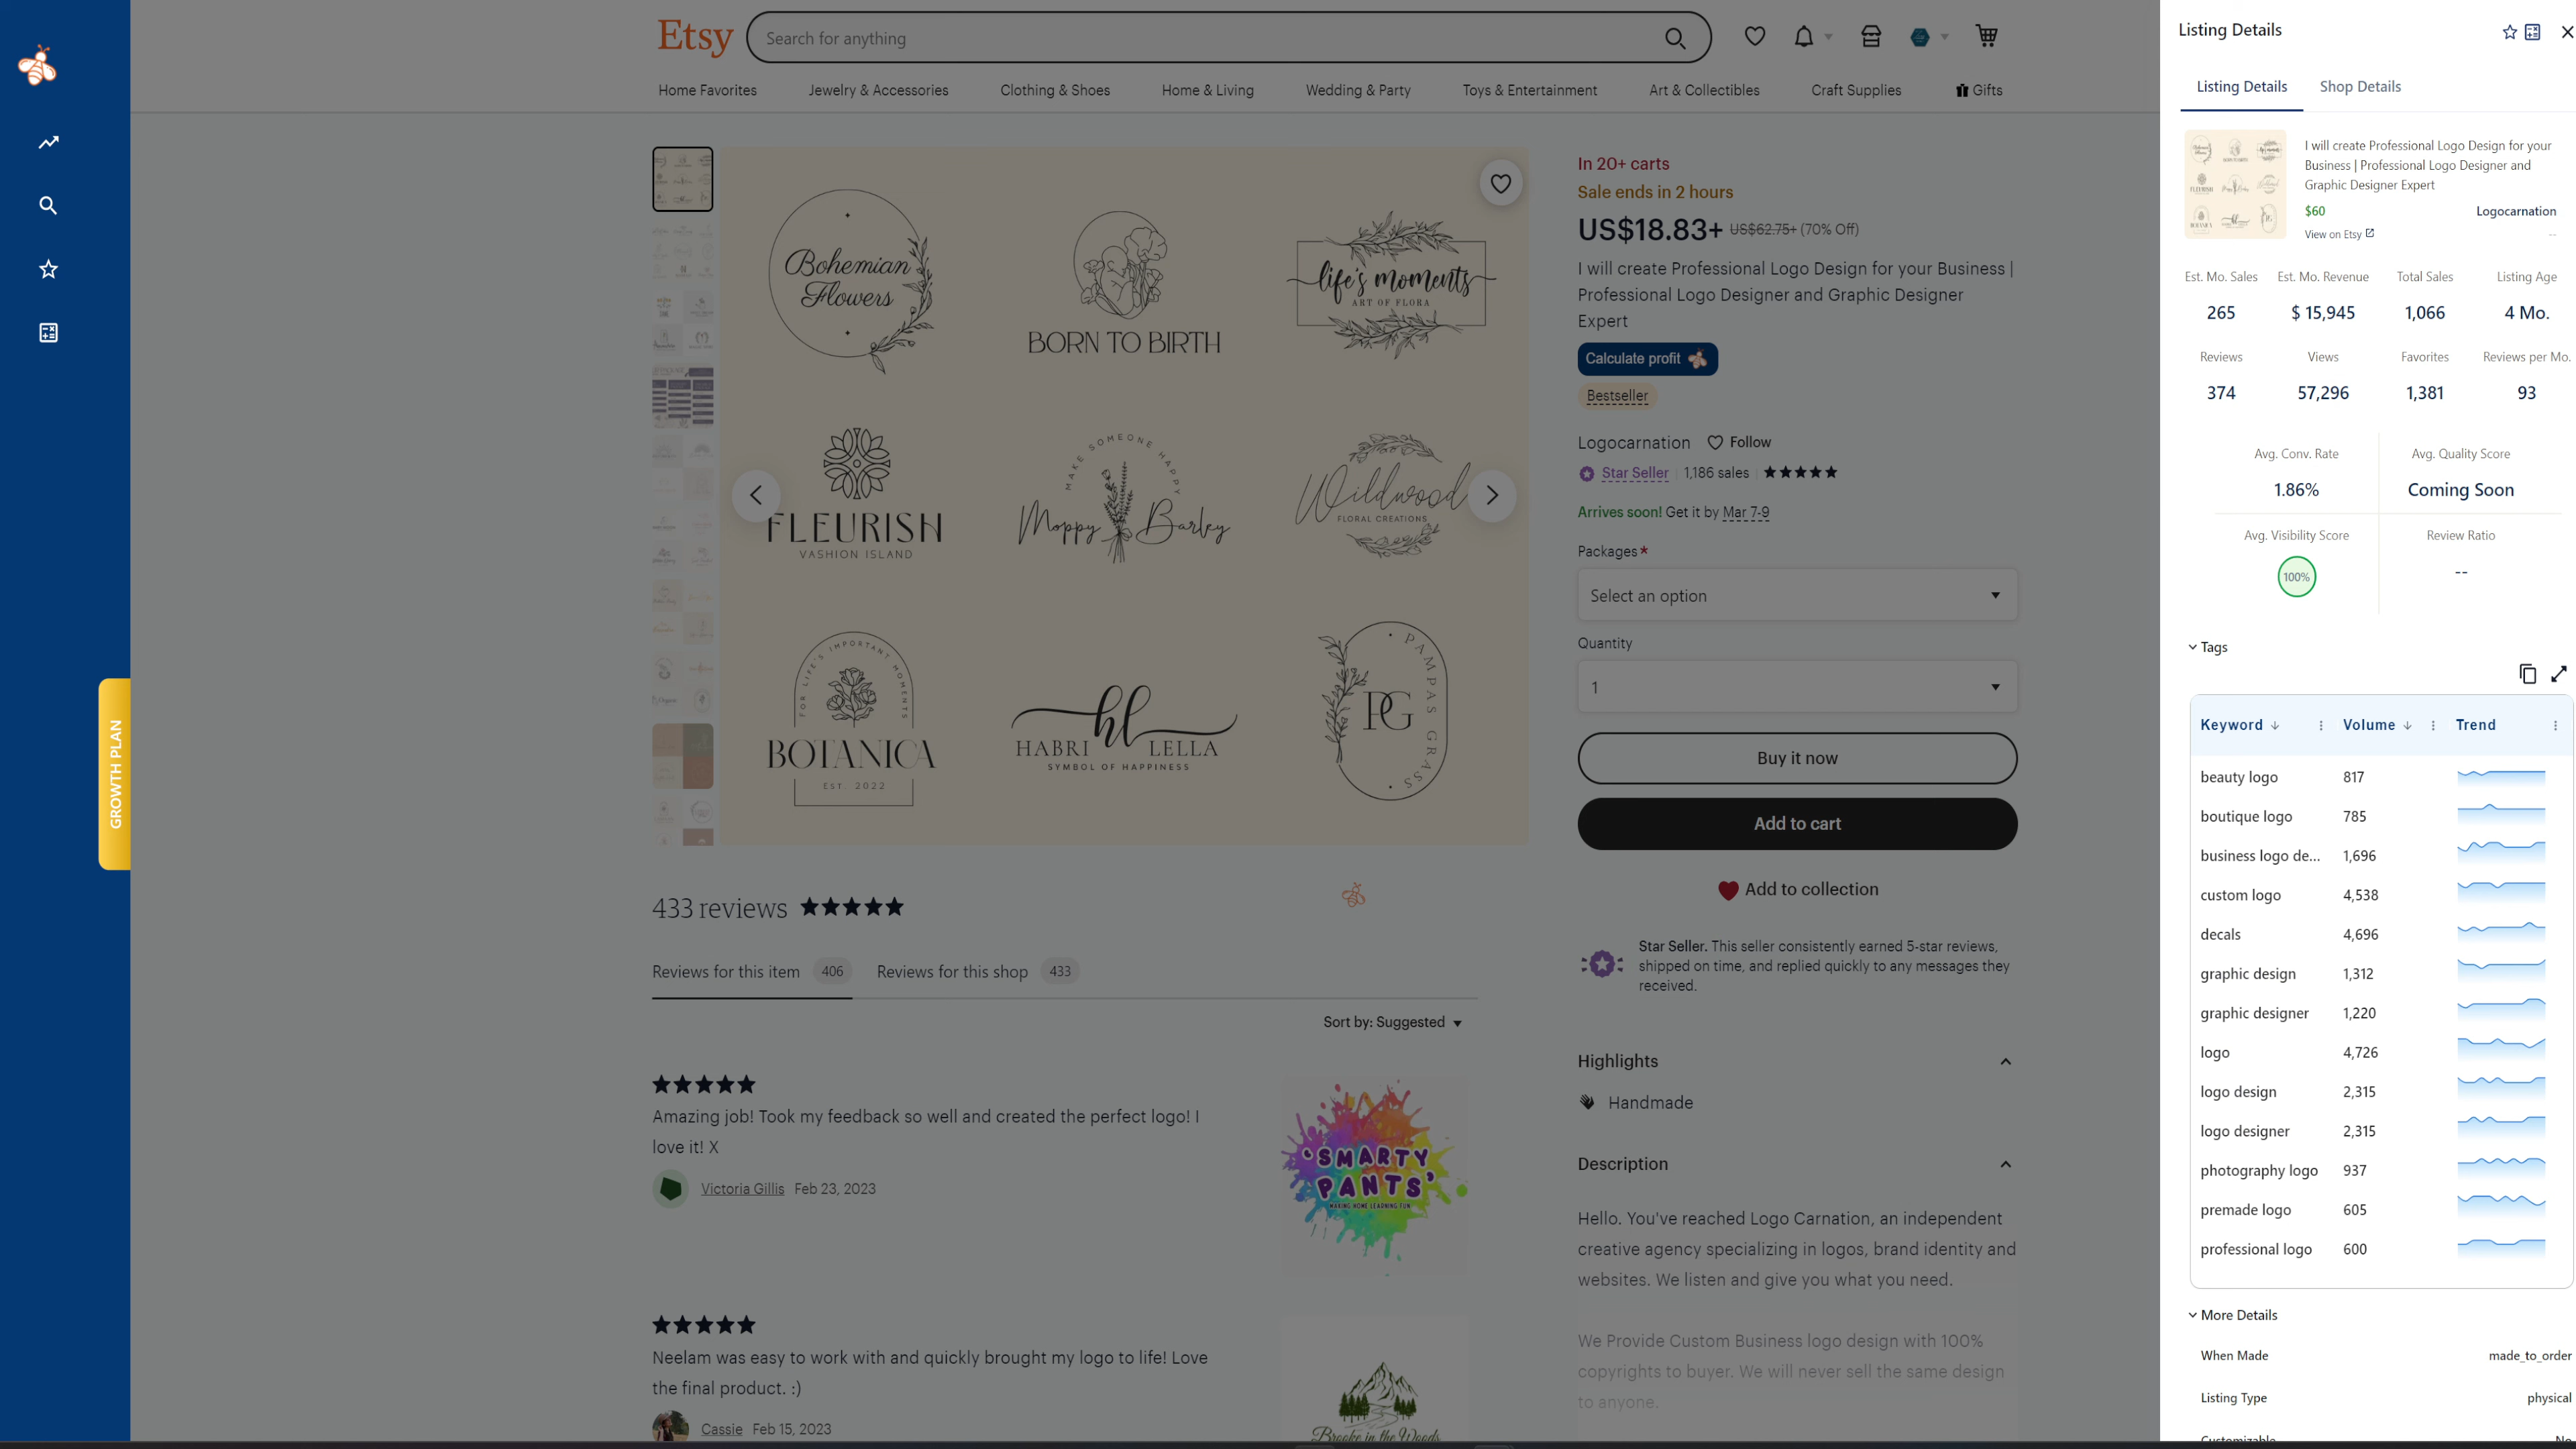 GROWTH PLAN
Etsy
Search for anything
Home Favorites
Jewelry & Accessories
Clothing & Shoes
Home & Living
Wedding & Party
Toys & Entertainment
Art & Collectibles
Craft Supplies
Gifts
Bohemian
Flowers
BORN TO BIRTH
life's moments
ART OF FLORA
FLEURISH
VASHION ISLAND
MAKE SOMEONE HAPPY
Moppy Barley
Wildwood
FLORAL CREATIONS
FOR LIFE'S IMPORTANT MOMENTS
BOTANICA
EST. 2022
hl
HABRI LELLA
SYMBOL OF HAPPINESS
PG
PAMPAS GRASS
433 reviews
Reviews for this item 406
Reviews for this shop 433
Sort by: Suggested
Amazing job! Took my feedback so well and created the perfect logo! I
love it! X
Victoria Gillis Feb 23, 2023
'SMARTY
PANTS'
MAKING HOME LEARNING FUN
Neelam was easy to work with and quickly brought my logo to life! Love
the final product. :)
Cassie Feb 15, 2023
Brooke in the Woods
In 20+ carts
Sale ends in 2 hours
US$18.83+ US$62.75+ (70% Off)
I will create Professional Logo Design for your Business |
Professional Logo Designer and Graphic Designer
Expert
Calculate profit
Bestseller
Logocarnation Follow
Star Seller 1,186 sales
Arrives soon! Get it by Mar 7-9
Packages*
Select an option
Quantity
1
Buy it now
Add to cart
Add to collection
Star Seller. This seller consistently earned 5-star reviews,
shipped on time, and replied quickly to any messages they
received.
Highlights
Handmade
Description
Hello. You've reached Logo Carnation, an independent
creative agency specializing in logos, brand identity and
websites. We listen and give you what you need.
We Provide Custom Business logo design with 100%
copyrights to buyer. We will never sell the same design
to anyone.
Listing Details
Listing Details
Shop Details
I will create Professional Logo Design for your
Business | Professional Logo Designer and
Graphic Designer Expert
$60 Logocarnation
View on Etsy --
Est. Mo. Sales Est. Mo. Revenue Total Sales Listing Age
265 $ 15,945 1,066 4 Mo.
Reviews Views Favorites Reviews per Mo.
374 57,296 1,381 93
Avg. Conv. Rate Avg. Quality Score
1.86% Coming Soon
Avg. Visibility Score Review Ratio
100% --
Tags
Keyword Volume Trend
beauty logo 817
boutique logo 785
business logo de... 1,696
custom logo 4,538
decals 4,696
graphic design 1,312
graphic designer 1,220
logo 4,726
logo design 2,315
logo designer 2,315
photography logo 937
premade logo 605
professional logo 600
More Details
When Made made_to_order
Listing Type physical
Customizable No